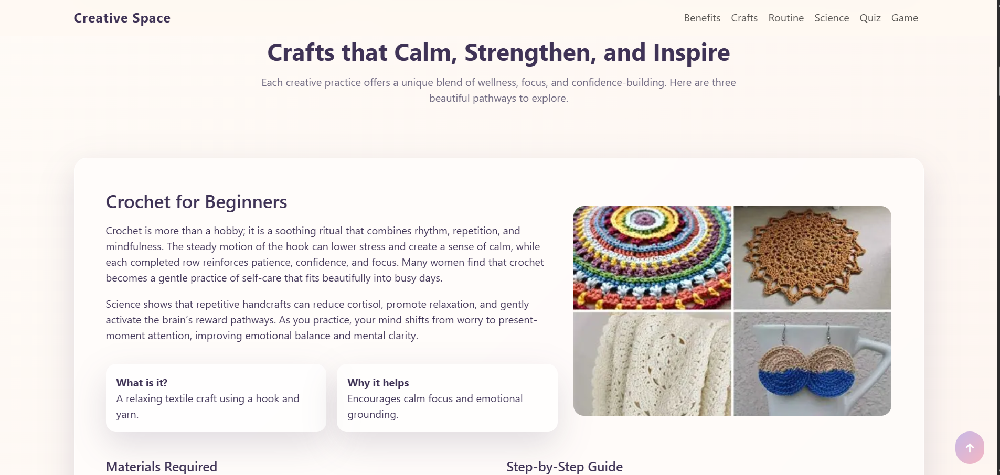 Creative Space
Benefits Crafts Routine Science Quiz Game
Crafts that Calm, Strengthen, and Inspire
Each creative practice offers a unique blend of wellness, focus, and confidence-building. Here are three
beautiful pathways to explore.
Crochet for Beginners
Crochet is more than a hobby; it is a soothing ritual that combines rhythm, repetition, and
mindfulness. The steady motion of the hook can lower stress and create a sense of calm, while
each completed row reinforces patience, confidence, and focus. Many women find that crochet
becomes a gentle practice of self-care that fits beautifully into busy days.
Science shows that repetitive handcrafts can reduce cortisol, promote relaxation, and gently
activate the brain’s reward pathways. As you practice, your mind shifts from worry to present-
moment attention, improving emotional balance and mental clarity.
What is it?
A relaxing textile craft using a hook and
yarn.
Why it helps
Encourages calm focus and emotional
grounding.
Materials Required
Step-by-Step Guide